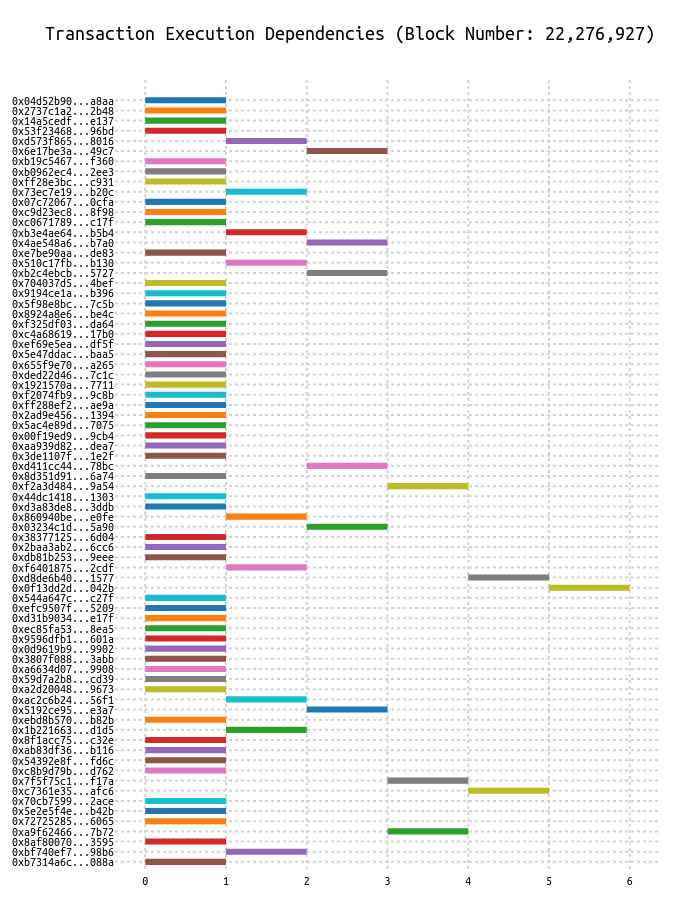 Transaction Execution Dependencies (Block Number: 22,276,927)
0x04d52b90...a8aa
0x2737c1a2...2b48
0x14a5cedf...e137
0x53f23468...96bd
0xd573f865...8016
0x6e17be3a...49c7
0xb19c5467...f360
0xb0962ec4...2ee3
0xff28e3bc...c931
0x73ec7e19...b20c
0x07c72067...0cfa
0xc9d23ec8...8f98
0xc0671789...c17f
0xb3e4ae64...b5b4
0x4ae548a6...b7a0
0xe7be90aa...de83
0x510c17fb...b130
0xb2c4ebcb...5727
0x704037d5...4bef
0x9194ce1a...b396
0x5f98e8bc...7c5b
0x8924a8e6...be4c
0xf325df03...da64
0xc4a68619...17b0
0xef69e5ea...df5f
0x5e47ddac...baa5
0x655f9e70...a265
0xded22d46...7c1c
0x1921570a...7711
0xf2074fb9...9c8b
0xff288ef2...ae9a
0x2ad9e456...1394
0x5ac4e89d...7075
0x00f19ed9...9cb4
0xaa939d82...dea7
0x3de1107f...1e2f
0xd411cc44...78bc
0x8d351d91...6a74
0xf2a3d484...9a54
0x44dc1418...1303
0xd3a83de8...3ddb
0x860940be...e0fe
0x03234c1d...5a90
0x38377125...6d04
0x2baa3ab2...6cc6
0xdb81b253...9eee
0xf6401875...2cdf
0xd8de6b40...1577
0x0f13dd2d...042b
0x544a647c...c27f
0xefc9507f...5209
0xd31b9034...e17f
0xec85fa53...8ea5
0x9596dfb1...601a
0x0d9619b9...9902
0x3807f088...3abb
0xa6634d07...9908
0x59d7a2b8...cd39
0xa2d20048...9673
0xac2c6b24...56f1
0x5192ce95...e3a7
0xebd8b570...b82b
0x1b221663...d1d5
0x8f1acc75...c32e
0xab83df36...b116
0x54392e8f...fd6c
0xc8b9d79b...d762
0x7f5f75c1...f17a
0xc7361e35...afc6
0x70cb7599...2ace
0x5e2e5f4e...b42b
0x72725285...6065
0xa9f62466...7b72
0x8af80070...3595
0xbf740ef7...98b6
0xb7314a6c...088a
0 1 2 3 4 5 6